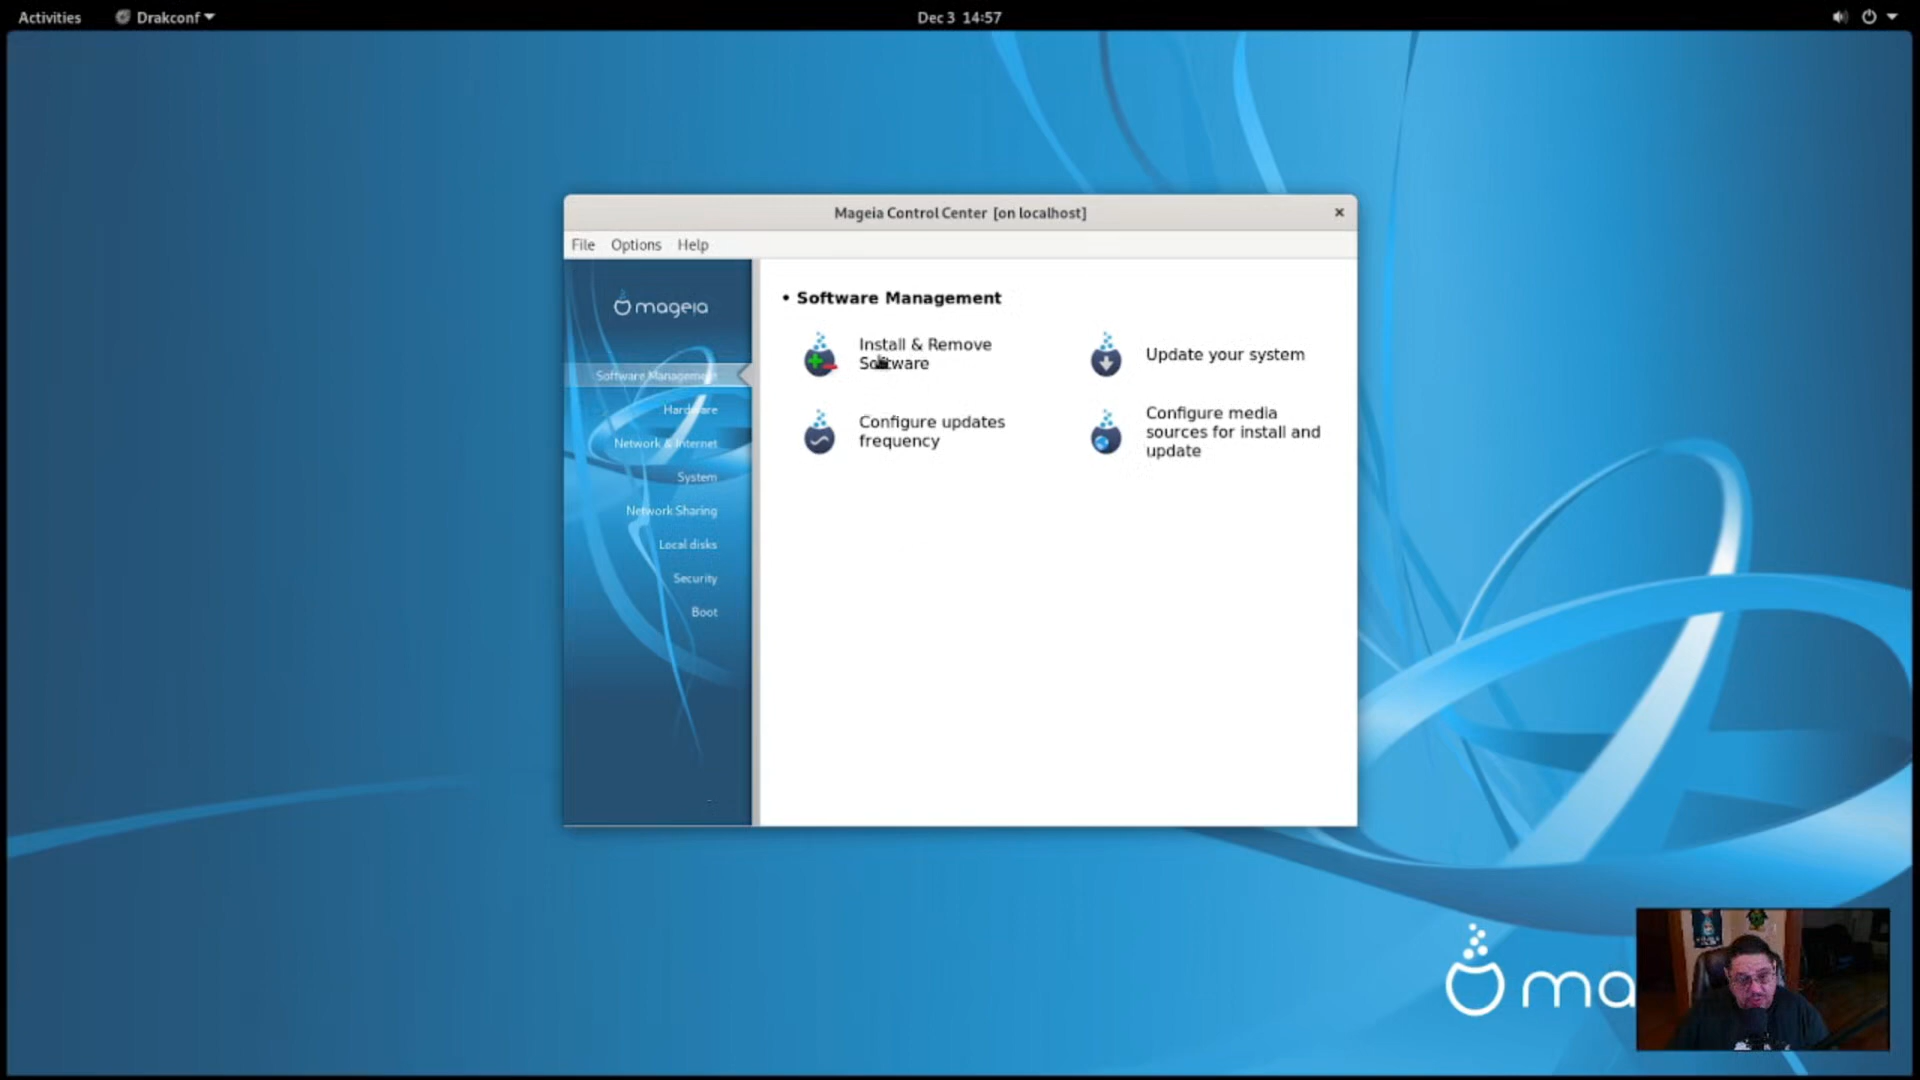 Activities Drakconf Dec 3 14:57
Mageia Control Center [on localhost]
File Options Help
mageia
Software Management
Hardware
Network & Internet
System
Network Sharing
Local disks
Security
Boot
• Software Management
Install & Remove
Software
Update your system
Configure updates
frequency
Configure media
sources for install and
update
ma